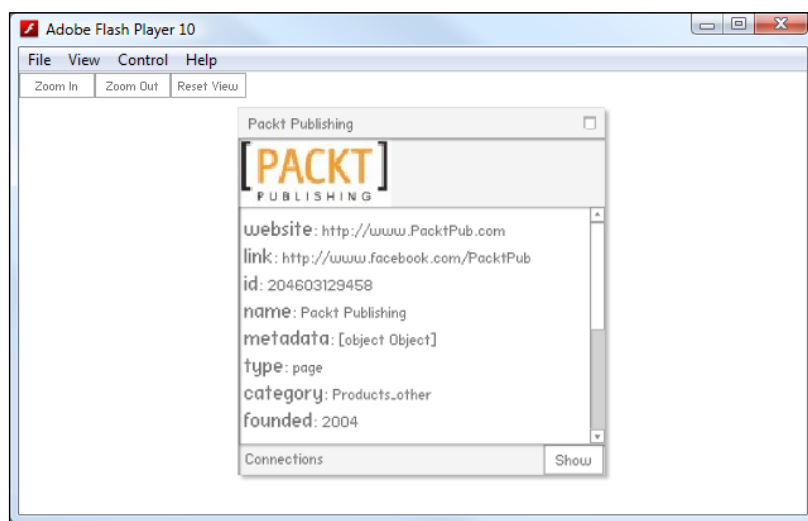 Adobe Flash Player 10
File View Control Help
Zoom In Zoom Out Reset View
Packt Publishing
[PACKT]
PUBLISHING
website: http://www.PacktPub.com
link: http://www.facebook.com/PacktPub
id: 204603129458
name: Packt Publishing
metadata: [object Object]
type: page
category: Products_other
founded: 2004
Connections Show